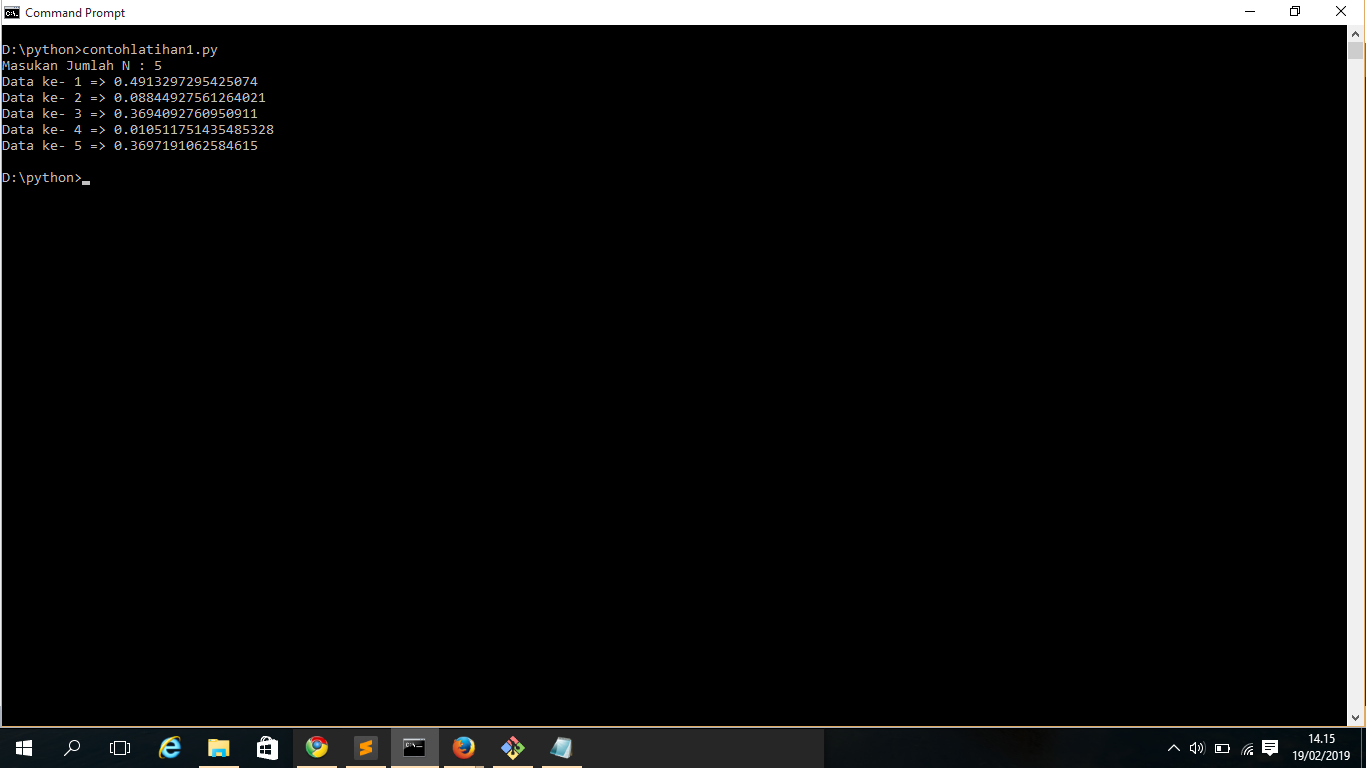 Command Prompt
D:\python>contohlatihan1.py
Masukan Jumlah N : 5
Data ke- 1 => 0.4913297295425074
Data ke- 2 => 0.08844927561264021
Data ke- 3 => 0.3694092760950911
Data ke- 4 => 0.010511751435485328
Data ke- 5 => 0.3697191062584615
D:\python>
14.15
19/02/2019